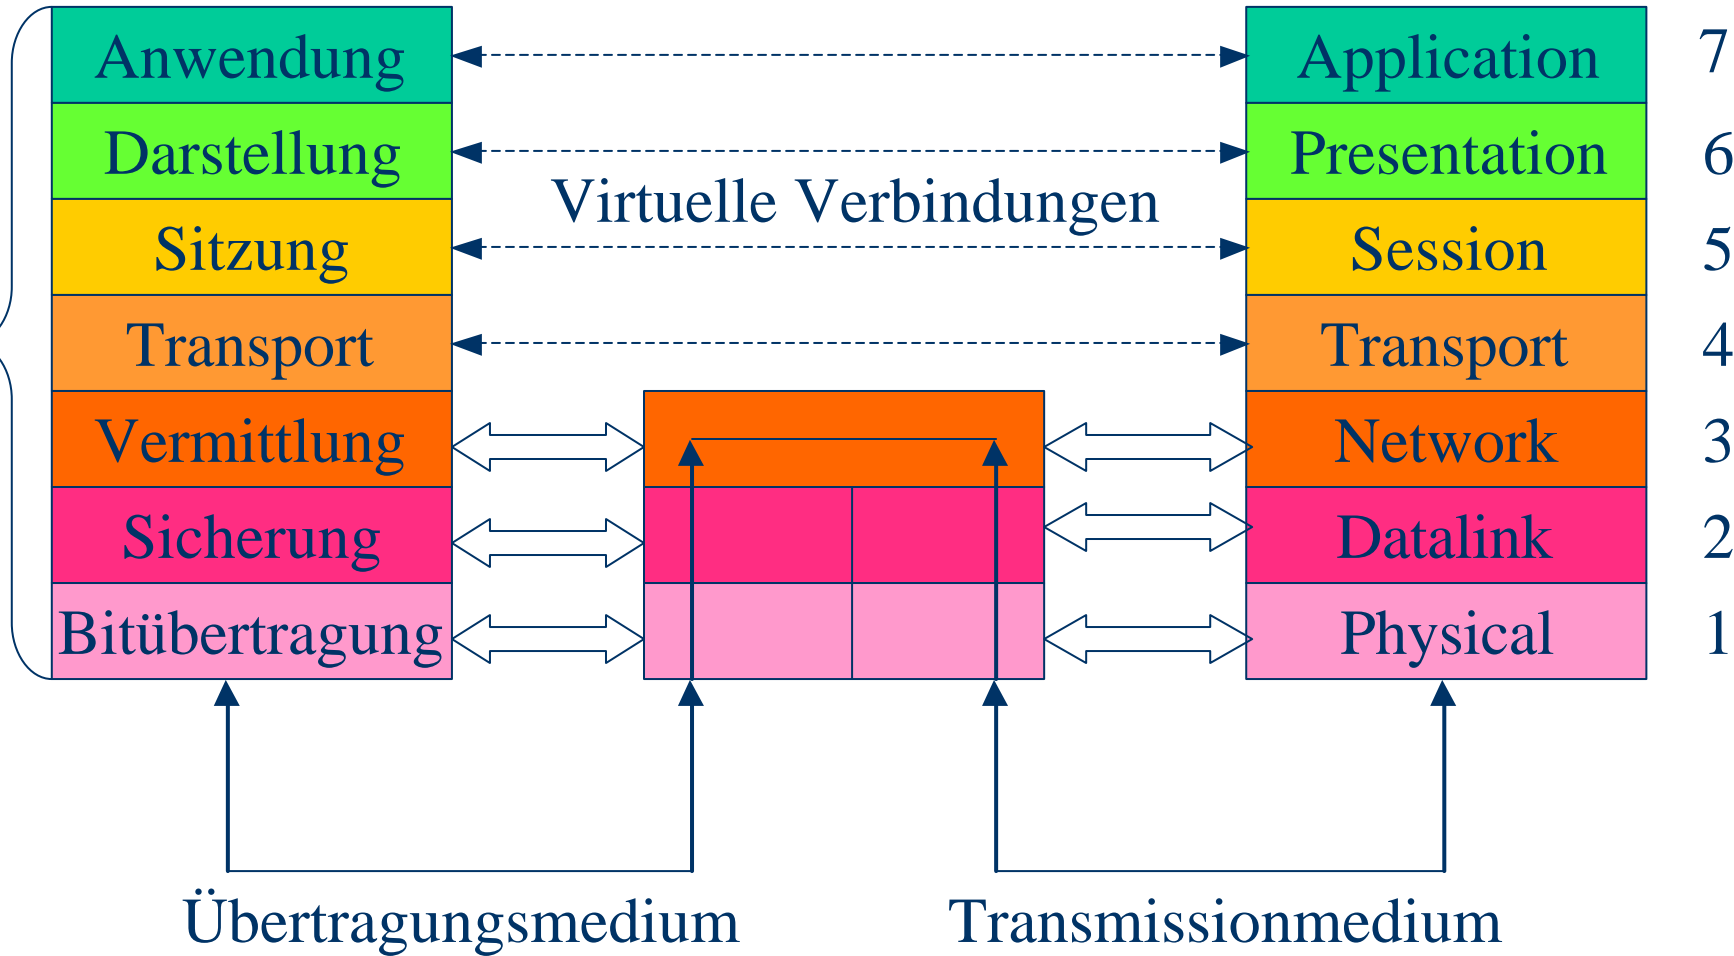 Anwendung Application 7
Darstellung Presentation 6
Virtuelle Verbindungen
Sitzung Session 5
Transport Transport 4
Vermittlung Network 3
Sicherung Datalink 2
Bitübertragung Physical 1
Übertragungsmedium Transmissionmedium